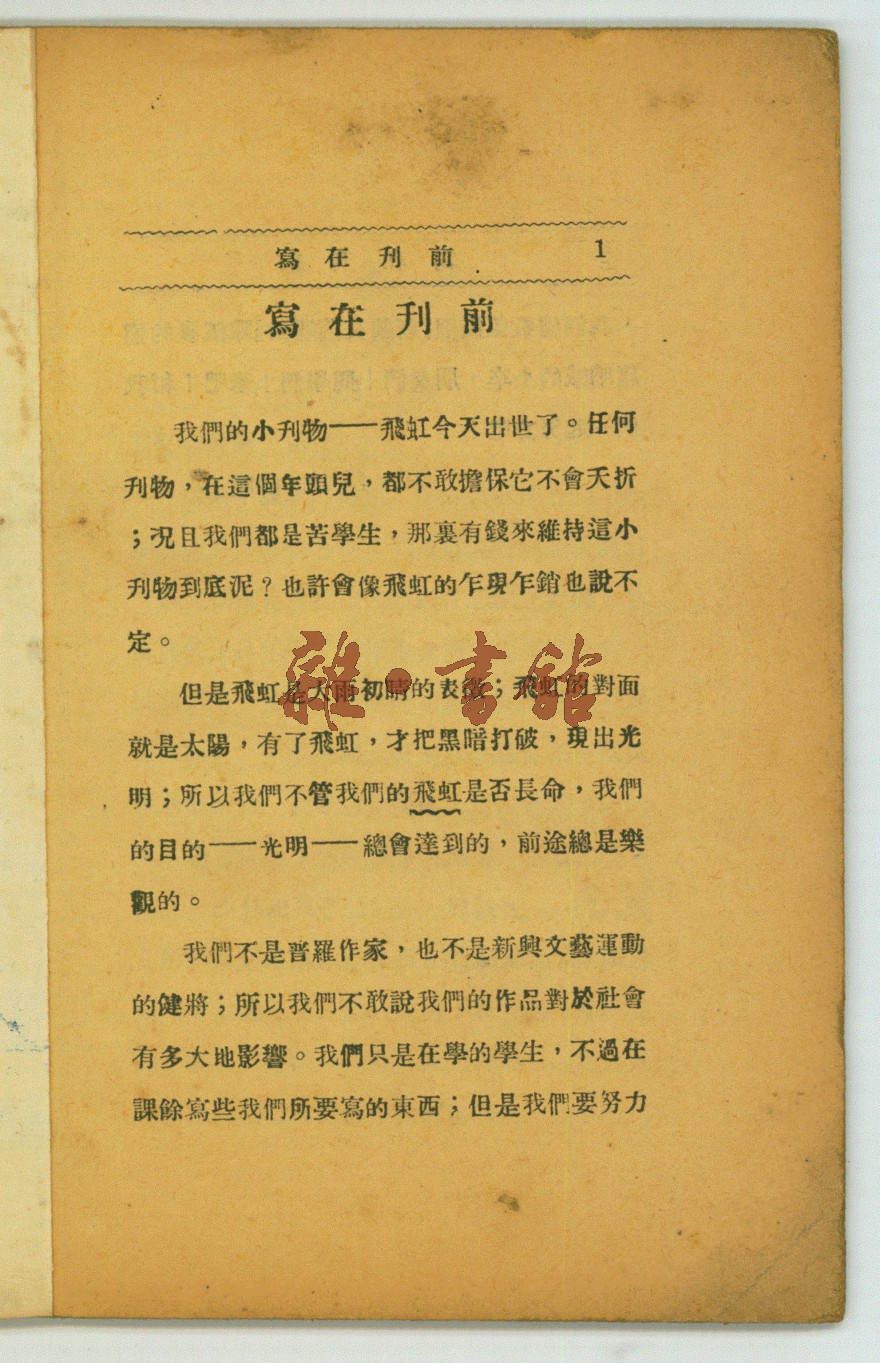 寫在刊前 1
寫在刊前
我們的小刋物——飛虹今天出世了。任何
刋物，在這個年頭兒，都不敢擔保它不會夭折
；况且我們都是苦學生，那裏有錢來維持這小
刋物到底泥？也許會像飛虹的乍現乍銷也說不
定。
但是飛虹是大雨初晴的表徵；飛虹的對面
就是太陽，有了飛虹，才把黑暗打破，現出光
明；所以我們不管我們的飛虹是否長命，我們
的目的——光明——總會達到的，前途總是樂
觀的。
我們不是普羅作家，也不是新興文藝運動
的健將；所以我們不敢說我們的作品對於社會
有多大地影響。我們只是在學的學生，不過在
課餘寫些我們所要寫的東西；但是我們要努力
雜·書館